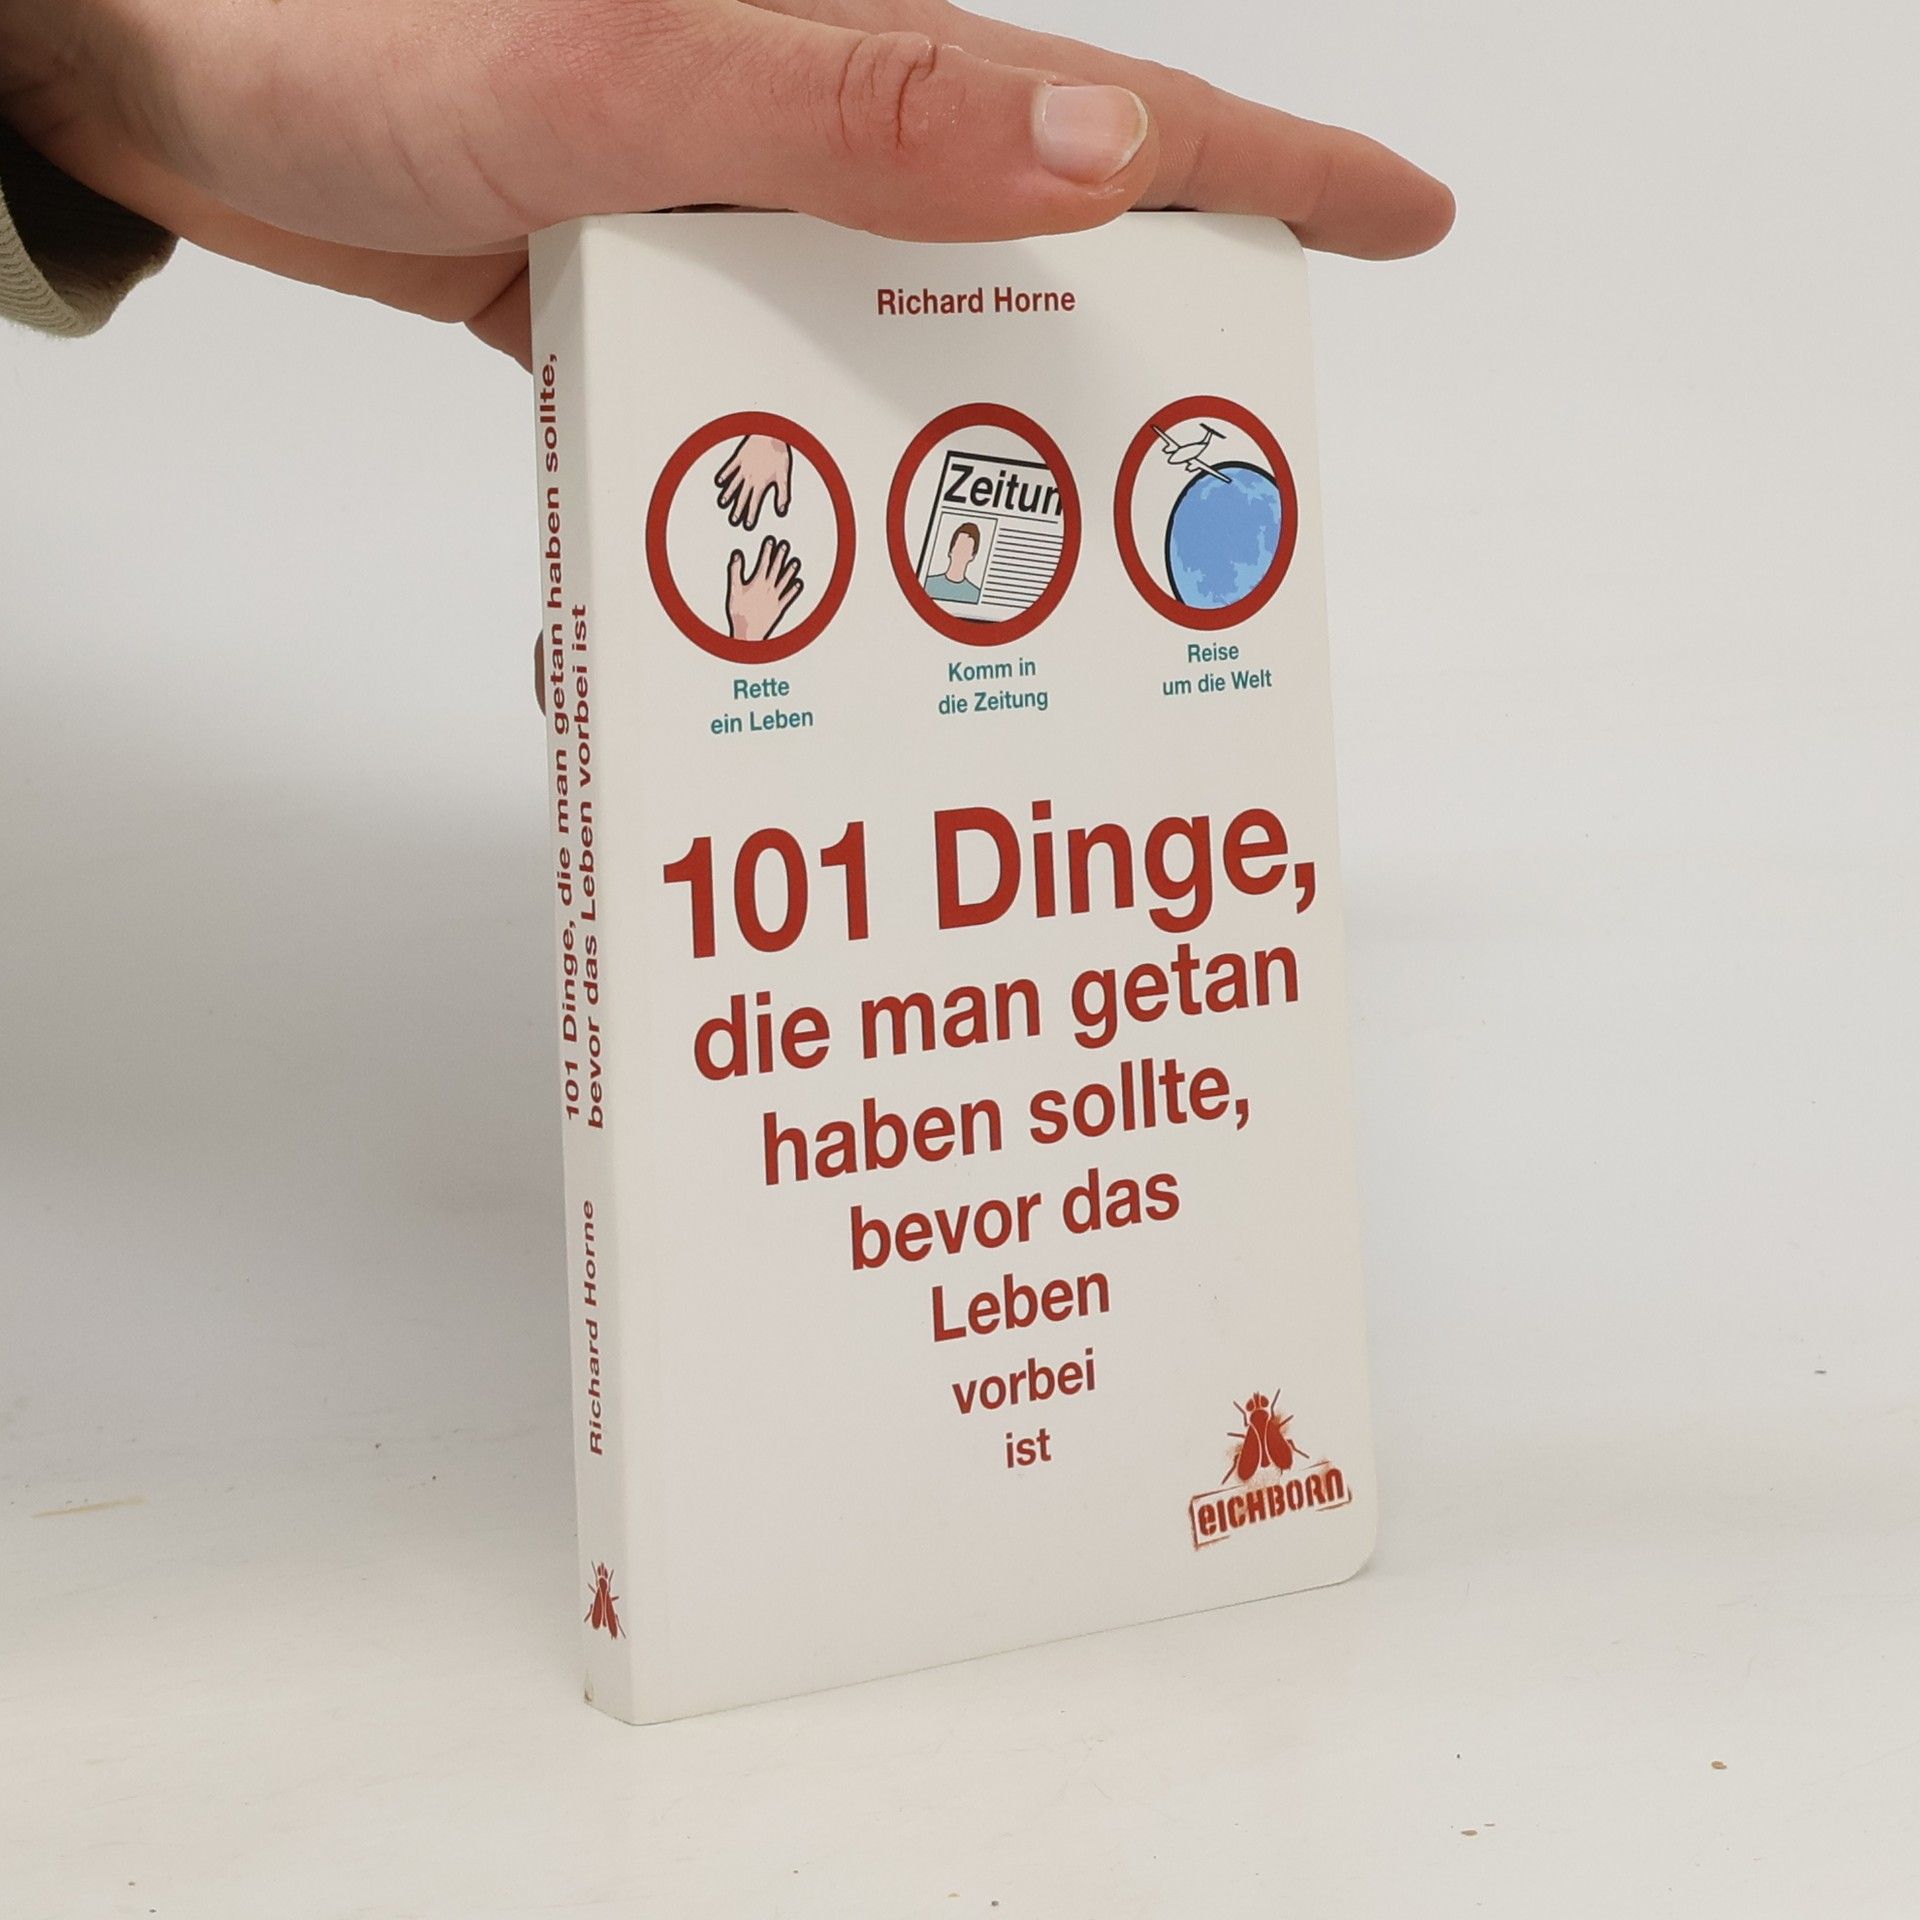 Richard Horne
Zeitun
Rette
ein Leben
Komm in
die Zeitung
Reise
um die Welt
101 Dinge,
die man getan
haben sollte,
bevor das
Leben
vorbei
ist
eICHBORn
101 Dinge, die man getan haben sollte,
bevor das Leben vorbei ist
Richard Horne